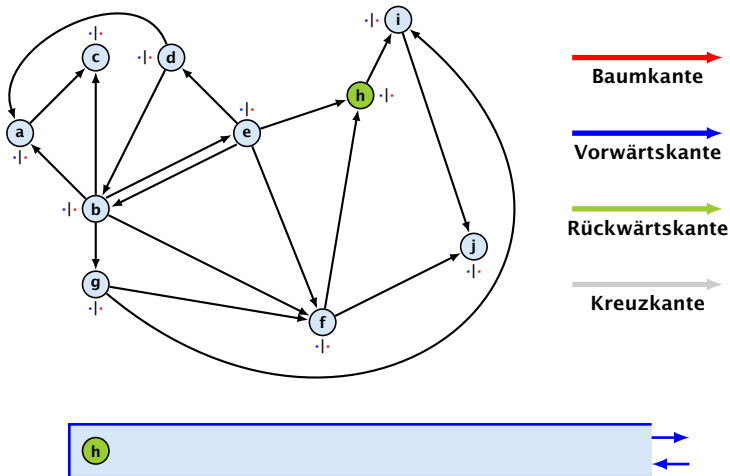 i
c
d
Baumkante
h
a
e
Vorwärtskante
b
Rückwärtskante
j
g
Kreuzkante
f
h